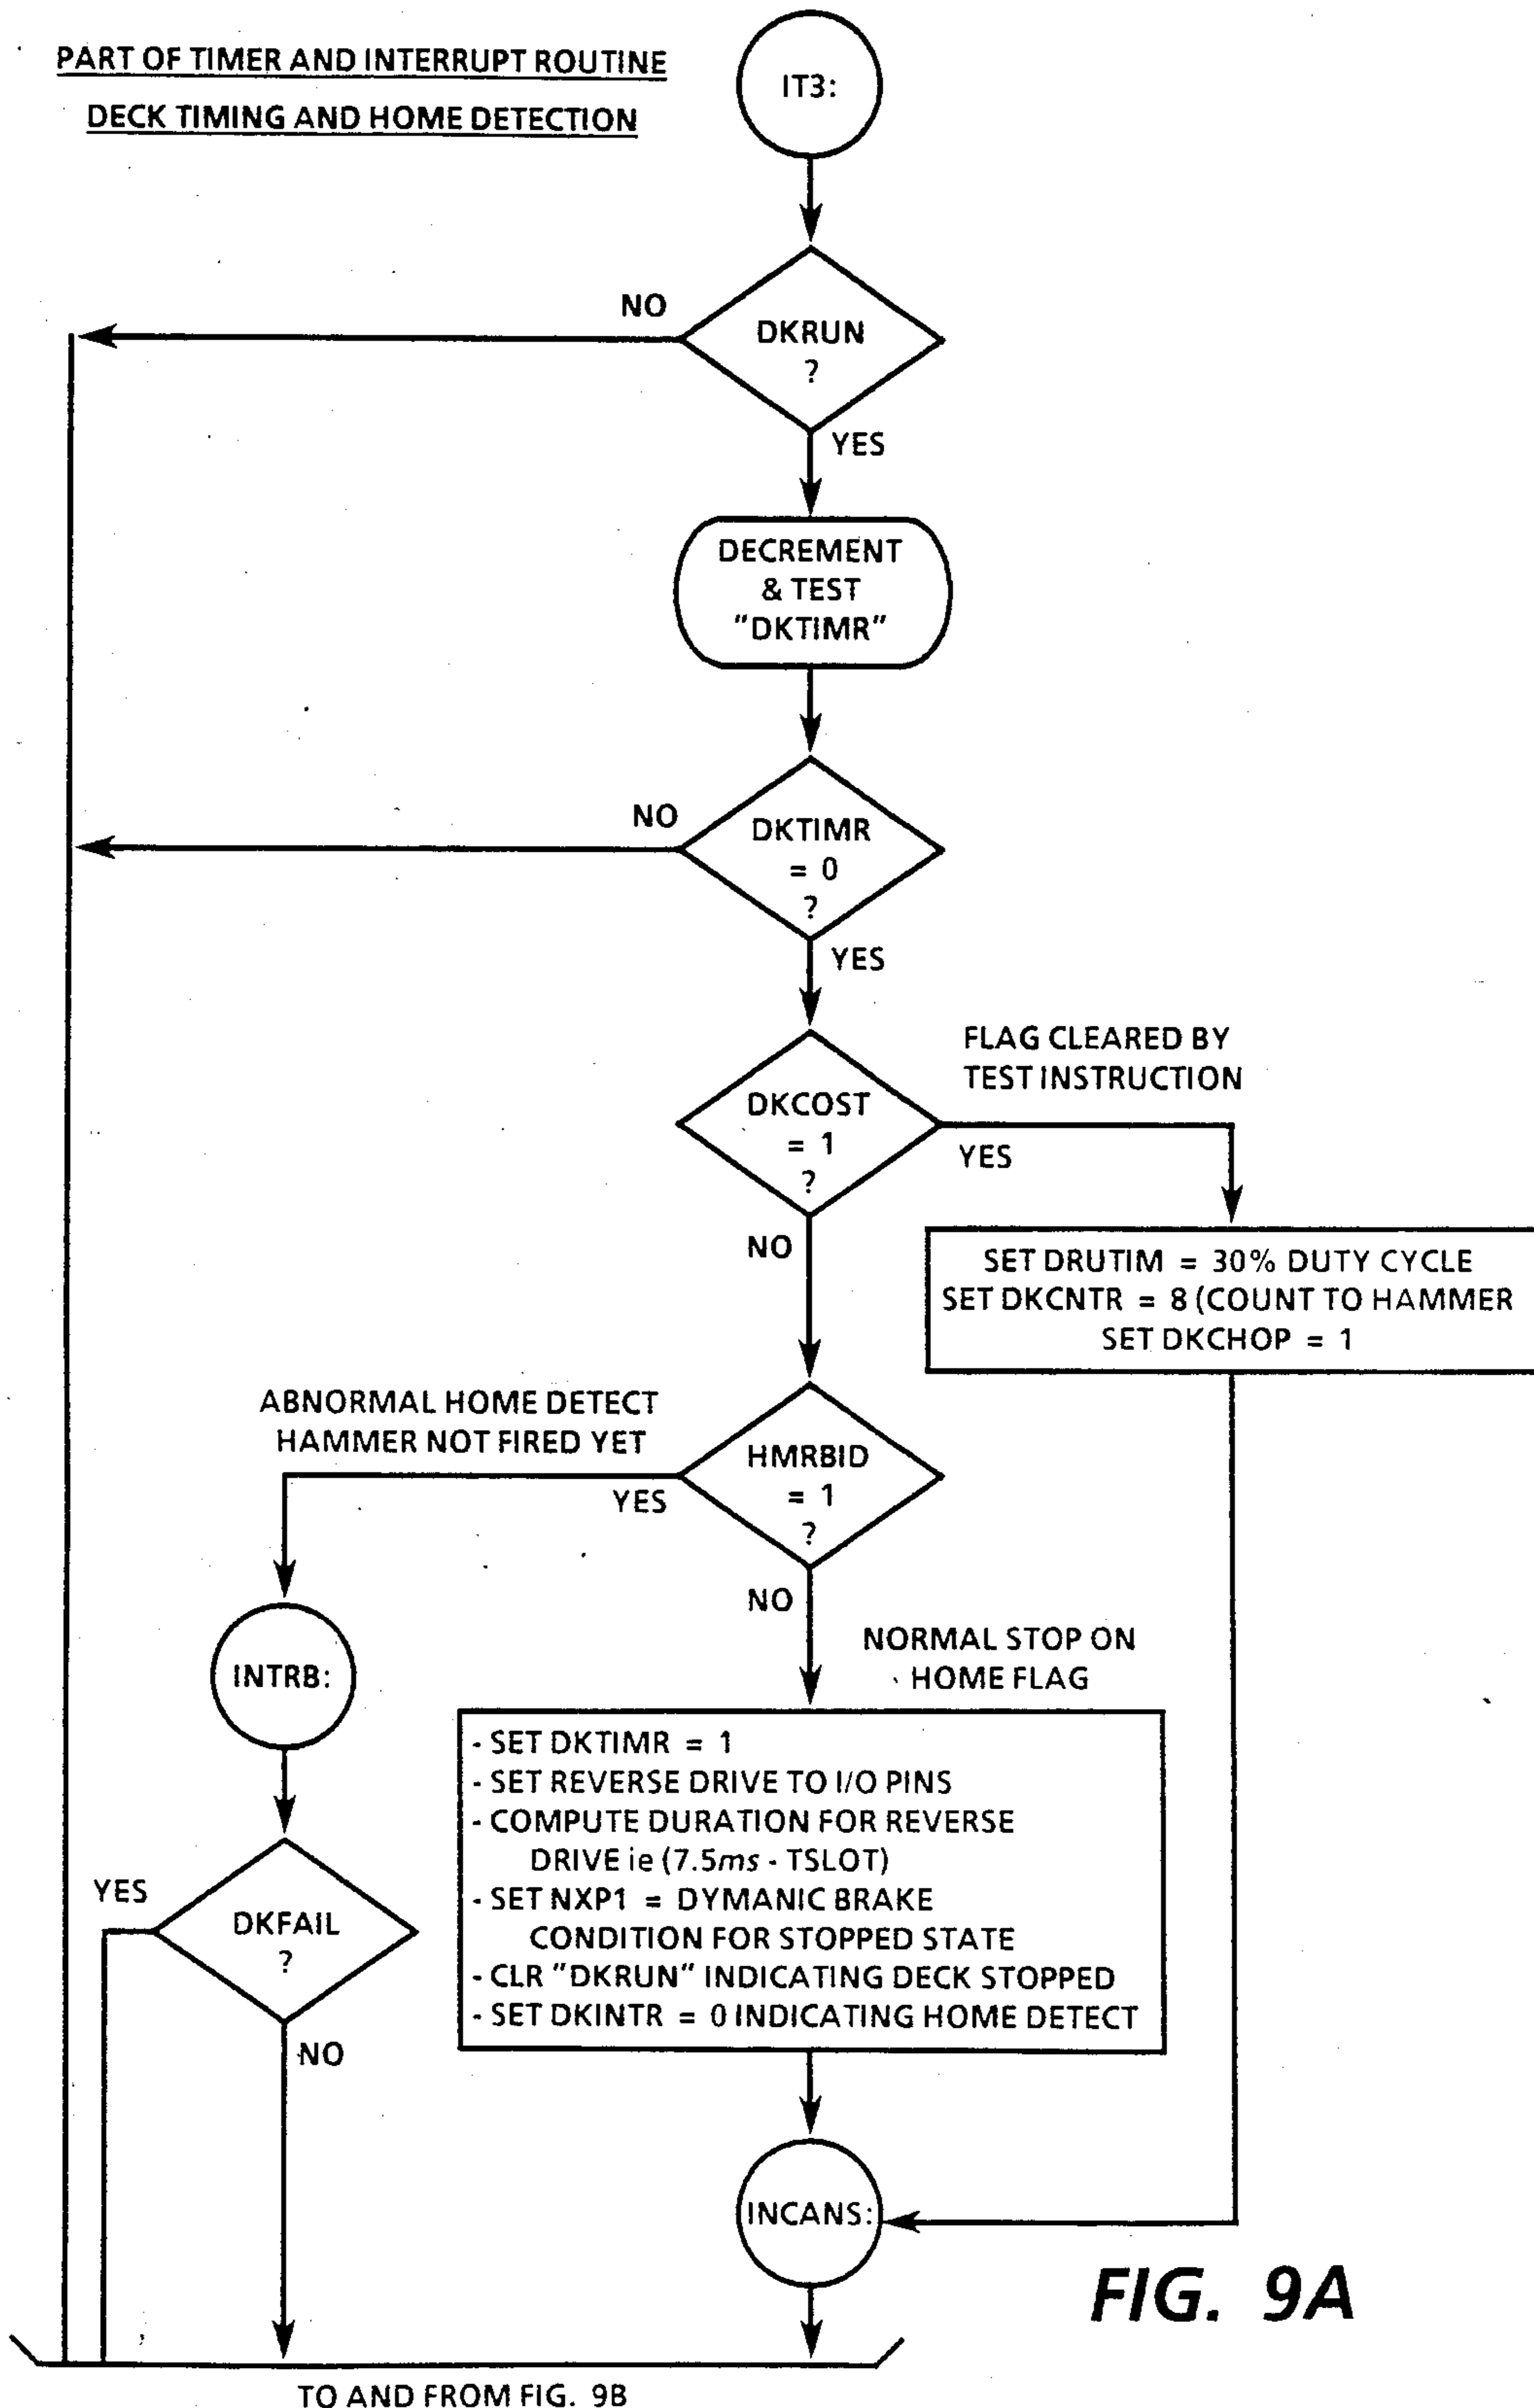 PART OF TIMER AND INTERRUPT ROUTINE
DECK TIMING AND HOME DETECTION
IT3:
NO
DKRUN
?
YES
DECREMENT
& TEST
"DKTIMR"
NO
DKTIMR
= 0
?
YES
FLAG CLEARED BY
TEST INSTRUCTION
DKCOST
= 1
?
YES
NO
SET DRUTIM = 30% DUTY CYCLE
SET DKCNTR = 8 (COUNT TO HAMMER
SET DKCHOP = 1
ABNORMAL HOME DETECT
HAMMER NOT FIRED YET
HMRBID
= 1
?
YES
NO
NORMAL STOP ON
HOME FLAG
INTRB:
- SET DKTIMR = 1
- SET REVERSE DRIVE TO I/O PINS
- COMPUTE DURATION FOR REVERSE
DRIVE ie (7.5ms - TSLOT)
- SET NXP1 = DYMANIC BRAKE
CONDITION FOR STOPPED STATE
- CLR "DKRUN" INDICATING DECK STOPPED
- SET DKINTR = 0 INDICATING HOME DETECT
YES
DKFAIL
?
NO
INCANS:
FIG. 9A
TO AND FROM FIG. 9B